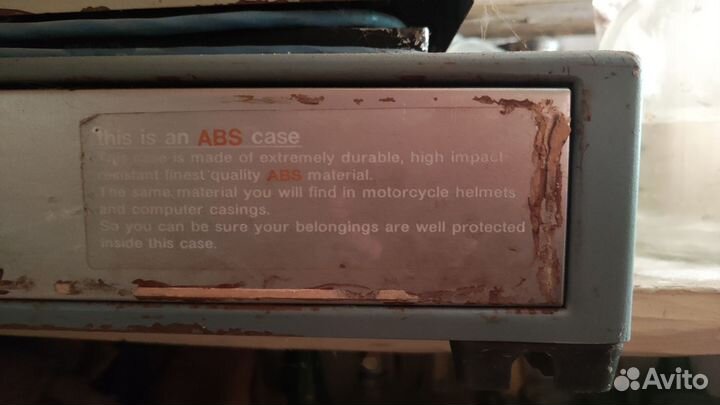 this is an ABS case
This case is made of extremely durable, high impact
resistant finest quality ABS material.
The same material you will find in motorcycle helmets
and computer casings.
So you can be sure your belongings are well protected
inside this case.
Avito